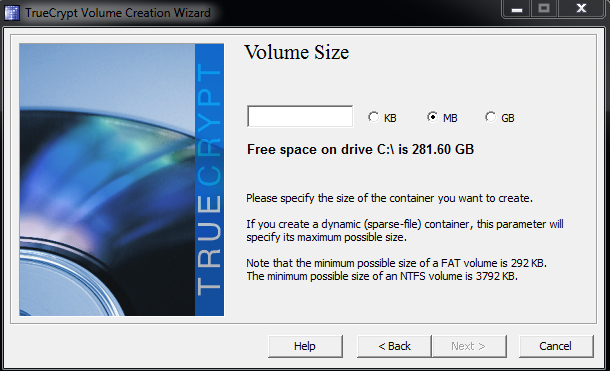 TrueCrypt Volume Creation Wizard
TRUECRYPT
Volume Size
KB MB GB
Free space on drive C:\ is 281.60 GB
Please specify the size of the container you want to create.
If you create a dynamic (sparse-file) container, this parameter will
specify its maximum possible size.
Note that the minimum possible size of a FAT volume is 292 KB.
The minimum possible size of an NTFS volume is 3792 KB.
Help < Back Next > Cancel